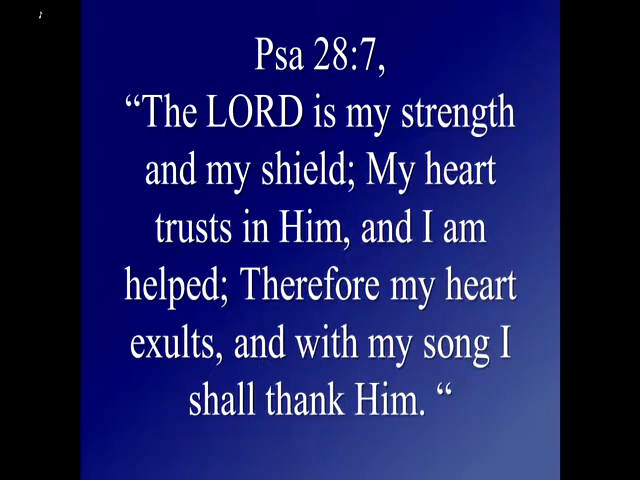 Psa 28:7,
“The LORD is my strength
and my shield; My heart
trusts in Him, and I am
helped; Therefore my heart
exults, and with my song I
shall thank Him. “